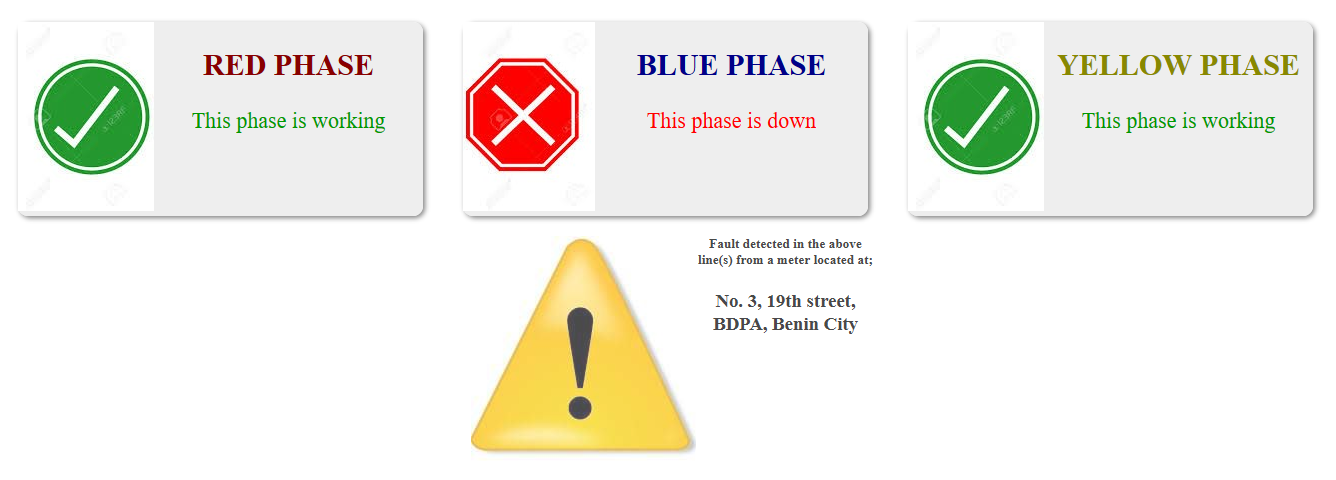 RED PHASE
This phase is working
BLUE PHASE
This phase is down
YELLOW PHASE
This phase is working
Fault detected in the above
line(s) from a meter located at;
No. 3, 19th street,
BDPA, Benin City